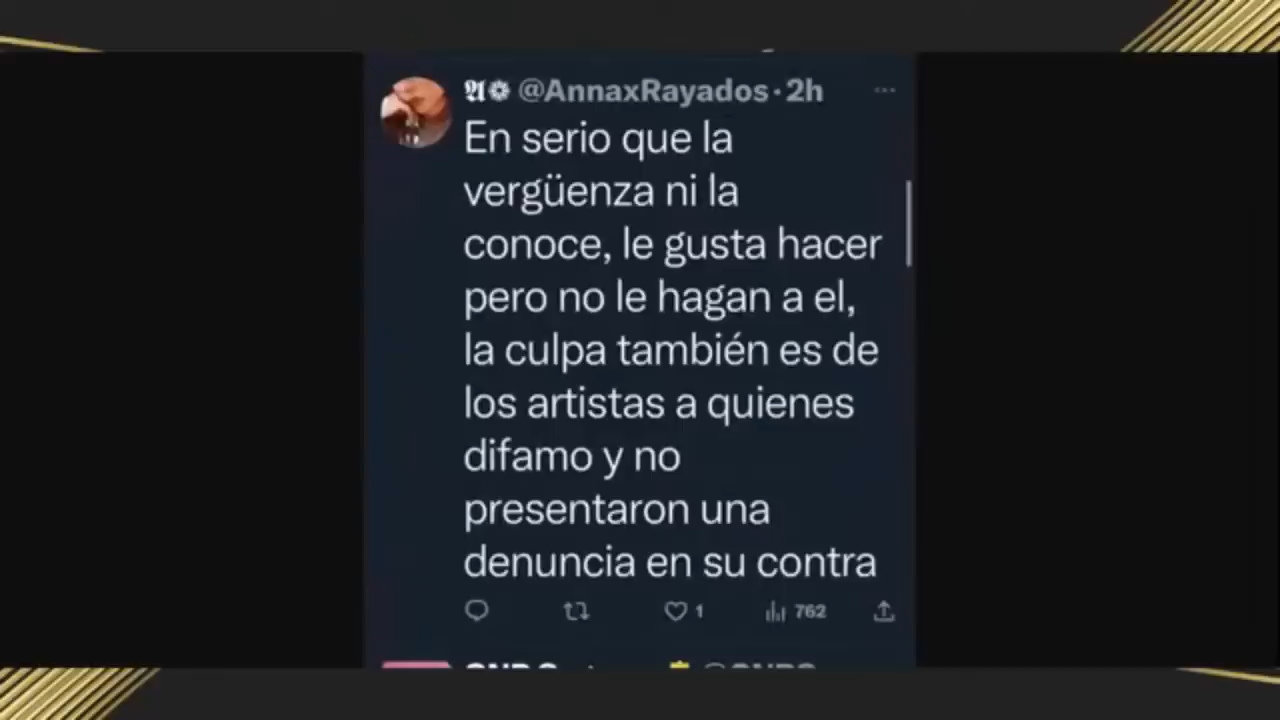 𝕬❁ @AnnaxRayados · 2h
En serio que la
vergüenza ni la
conoce, le gusta hacer
pero no le hagan a el,
la culpa también es de
los artistas a quienes
difamo y no
presentaron una
denuncia en su contra
1 762